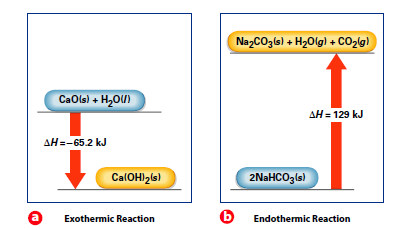 CaO(s) + H₂O(l)
ΔH =–65.2 kJ
Ca(OH)₂(s)
a Exothermic Reaction
Na₂CO₃(s) + H₂O(g) + CO₂(g)
ΔH = 129 kJ
2NaHCO₃(s)
b Endothermic Reaction